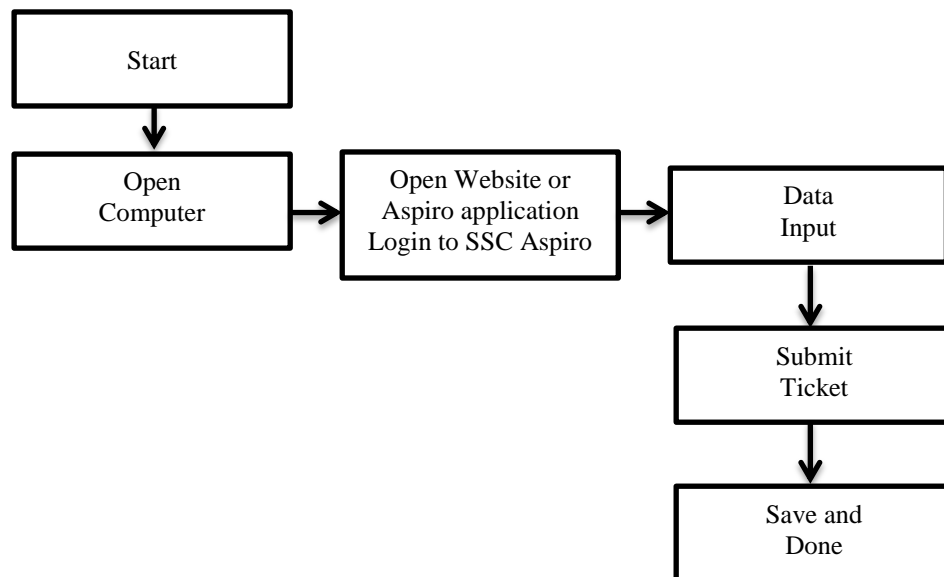 Start
Open
Computer
Open Website or
Aspiro application
Login to SSC Aspiro
Data
Input
Submit
Ticket
Save and
Done